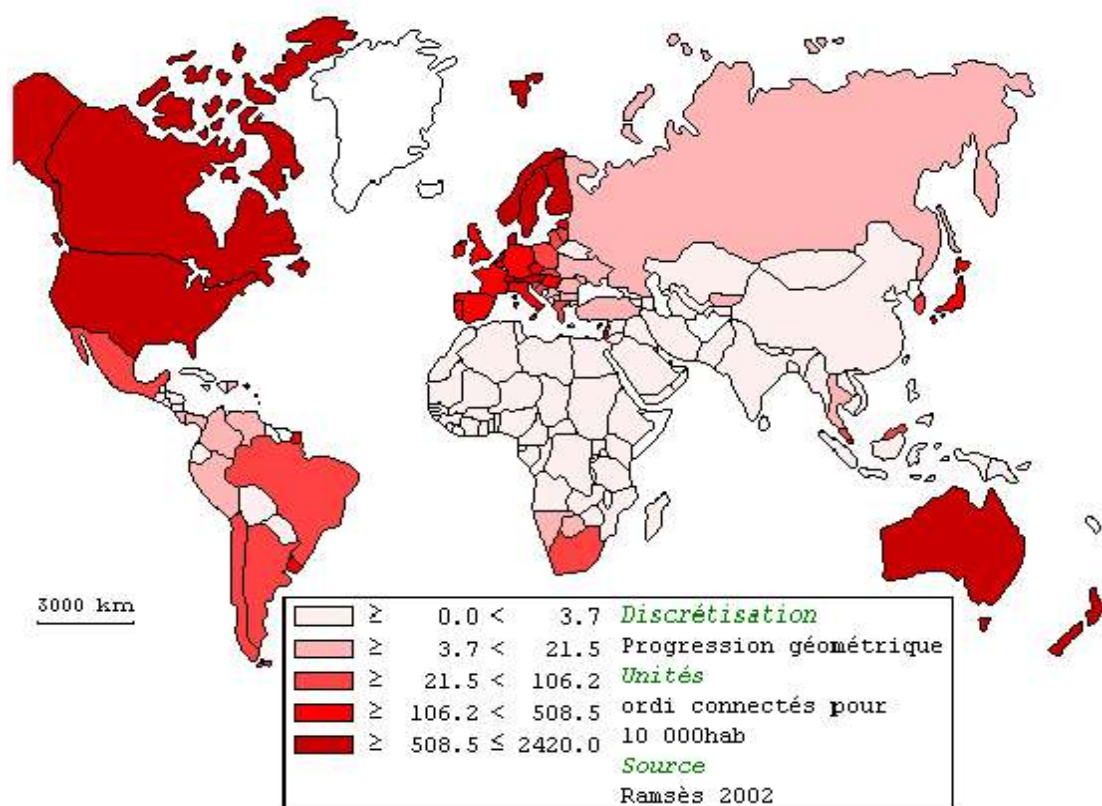 3000 km
≥ 0.0 < 3.7 Discrétisation
≥ 3.7 < 21.5 Progression géométrique
≥ 21.5 < 106.2 Unités
≥ 106.2 < 508.5 ordi connectés pour
≥ 508.5 ≤ 2420.0 10 000hab
Source
Ramsès 2002